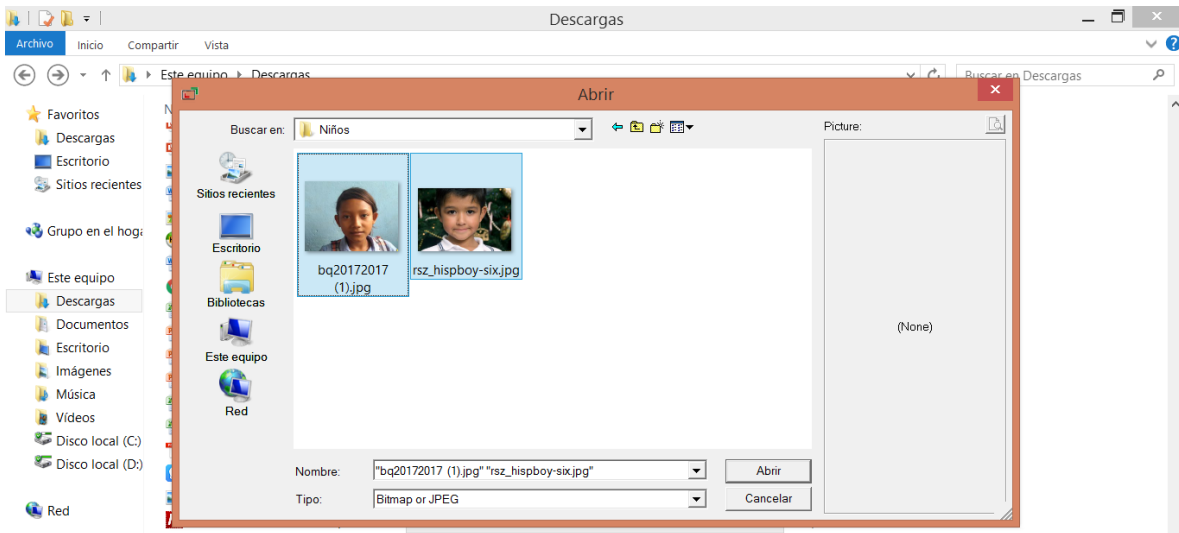 Descargas
Archivo Inicio Compartir Vista
Este equipo Descargas Buscar en Descargas
Abrir
Favoritos
Descargas
Escritorio
Sitios recientes
Grupo en el hoga
Este equipo
Descargas
Documentos
Escritorio
Imágenes
Música
Vídeos
Disco local (C:)
Disco local (D:)
Red
Buscar en: Niños Picture:
Sitios recientes
Escritorio
Bibliotecas
Este equipo
Red
bq20172017
(1).jpg
rsz_hispboy-six.jpg
(None)
Nombre: "bq20172017 (1).jpg" "rsz_hispboy-six.jpg" Abrir
Tipo: Bitmap or JPEG Cancelar